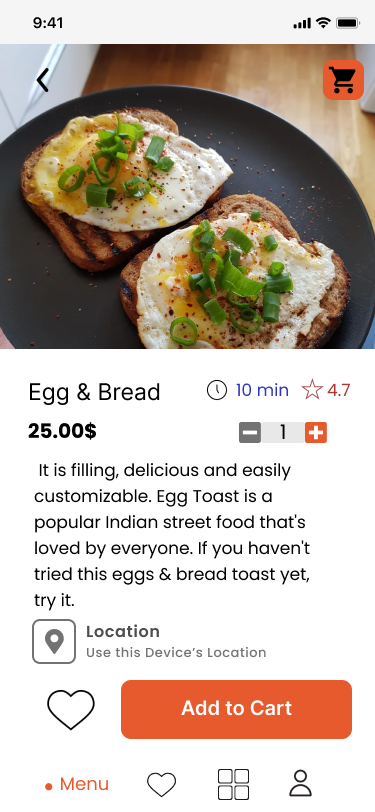 9:41
Egg & Bread
10 min
4.7
25.00$
1
It is filling, delicious and easily
customizable. Egg Toast is a
popular Indian street food that's
loved by everyone. If you haven't
tried this eggs & bread toast yet,
try it.
Location
Use this Device’s Location
Add to Cart
Menu